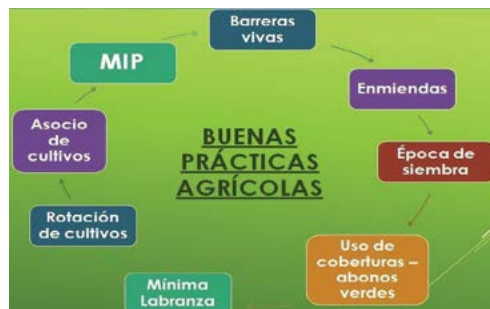 Barreras
vivas
MIP
Enmiendas
Asocio
de
cultivos
BUENAS
PRÁCTICAS
AGRÍCOLAS
Época de
siembra
Rotación
de cultivos
Uso de
coberturas –
abonos
verdes
Mínima
Labranza